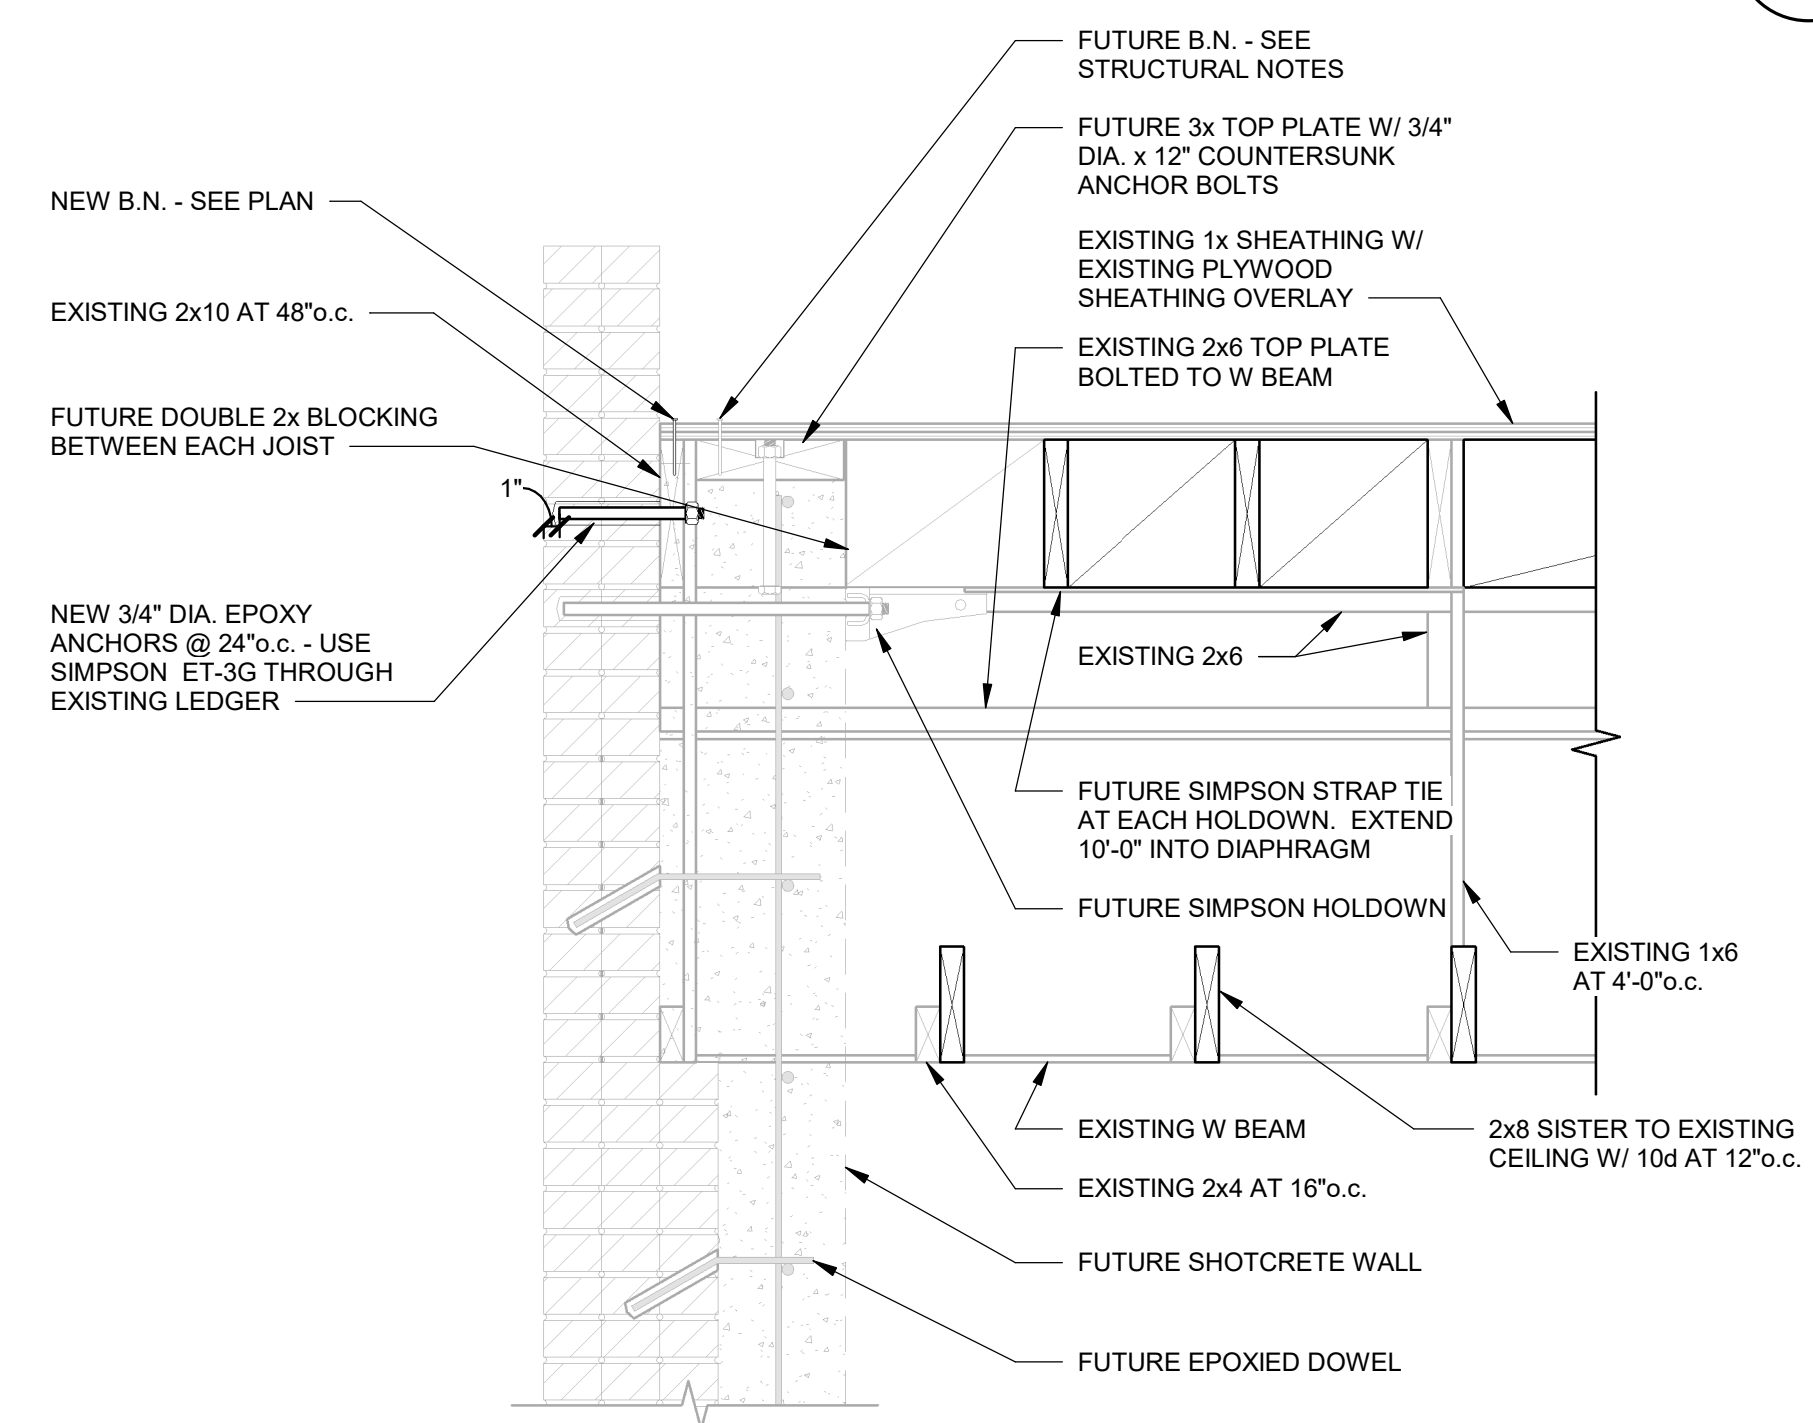 FUTURE B.N. - SEE
STRUCTURAL NOTES
FUTURE 3x TOP PLATE W/ 3/4"
DIA. x 12" COUNTERSUNK
ANCHOR BOLTS
NEW B.N. - SEE PLAN
EXISTING 1x SHEATHING W/
EXISTING PLYWOOD
SHEATHING OVERLAY
EXISTING 2x10 AT 48"o.c.
EXISTING 2x6 TOP PLATE
BOLTED TO W BEAM
FUTURE DOUBLE 2x BLOCKING
BETWEEN EACH JOIST
1"
NEW 3/4" DIA. EPOXY
ANCHORS @ 24"o.c. - USE
SIMPSON  ET-3G THROUGH
EXISTING LEDGER
EXISTING 2x6
FUTURE SIMPSON STRAP TIE
AT EACH HOLDOWN.  EXTEND
10'-0" INTO DIAPHRAGM
FUTURE SIMPSON HOLDOWN
EXISTING 1x6
AT 4'-0"o.c.
EXISTING W BEAM
2x8 SISTER TO EXISTING
CEILING W/ 10d AT 12"o.c.
EXISTING 2x4 AT 16"o.c.
FUTURE SHOTCRETE WALL
FUTURE EPOXIED DOWEL